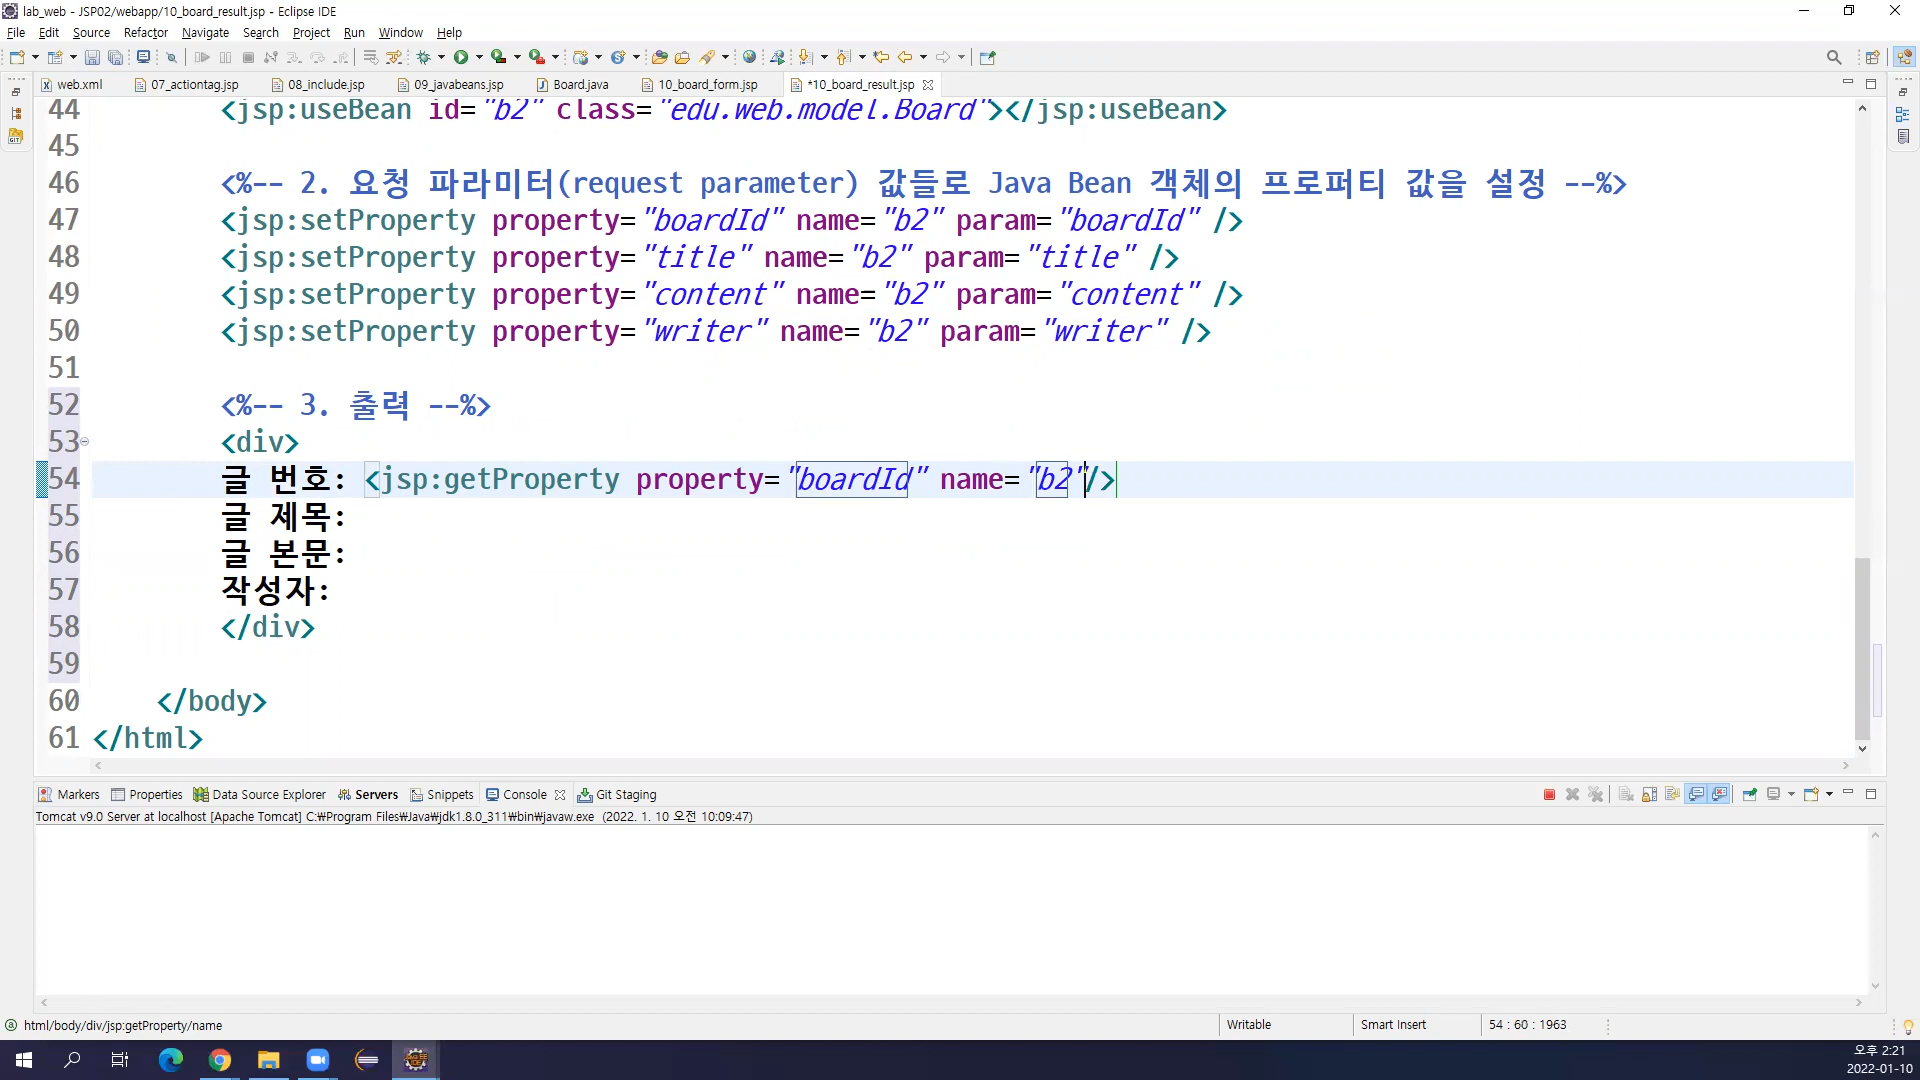 lab_web - JSP02/webapp/10_board_result.jsp - Eclipse IDE
File Edit Source Refactor Navigate Search Project Run Window Help
web.xml 07_actiontag.jsp 08_include.jsp 09_javabeans.jsp Board.java 10_board_form.jsp *10_board_result.jsp
44 <jsp:useBean id="b2" class="edu.web.model.Board"></jsp:useBean>
45
46 <%-- 2. 요청 파라미터(request parameter) 값들로 Java Bean 객체의 프로퍼티 값을 설정 --%>
47 <jsp:setProperty property="boardId" name="b2" param="boardId" />
48 <jsp:setProperty property="title" name="b2" param="title" />
49 <jsp:setProperty property="content" name="b2" param="content" />
50 <jsp:setProperty property="writer" name="b2" param="writer" />
51
52 <%-- 3. 출력 --%>
53 <div>
54 글 번호: <jsp:getProperty property="boardId" name="b2"/>
55 글 제목:
56 글 본문:
57 작성자:
58 </div>
59
60 </body>
61 </html>
Markers Properties Data Source Explorer Servers Snippets Console Git Staging
Tomcat v9.0 Server at localhost [Apache Tomcat] C:₩Program Files₩Java₩jdk1.8.0_311₩bin₩javaw.exe (2022. 1. 10 오전 10:09:47)
html/body/div/jsp:getProperty/name Writable Smart Insert 54 : 60 : 1963
오후 2:21
2022-01-10